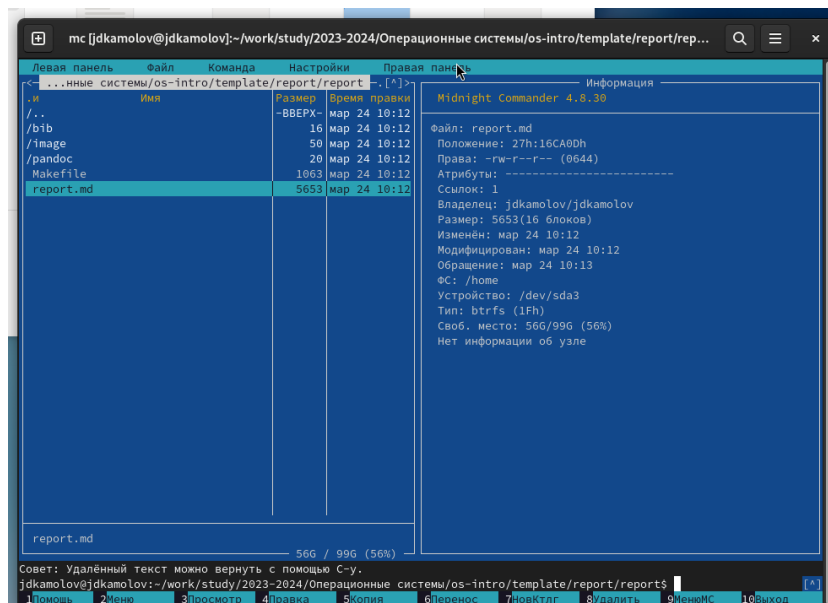 mc [jdkamolov@jdkamolov]:~/work/study/2023-2024/Операционные системы/os-intro/template/report/rep...
Левая панель Файл Команда Настройки Правая панель
<— ...нные системы/os-intro/template/report/report —.[^]>
.и Имя Размер Время правки
/.. -ВВЕРХ- мар 24 10:12
/bib 16 мар 24 10:12
/image 50 мар 24 10:12
/pandoc 20 мар 24 10:12
Makefile 1063 мар 24 10:12
report.md 5653 мар 24 10:12
report.md
56G / 99G (56%)
Информация
Midnight Commander 4.8.30
Файл: report.md
Положение: 27h:16CA0Dh
Права: -rw-r--r-- (0644)
Атрибуты: -------------------------
Ссылок: 1
Владелец: jdkamolov/jdkamolov
Размер: 5653(16 блоков)
Изменён: мар 24 10:12
Модифицирован: мар 24 10:12
Обращение: мар 24 10:13
ФС: /home
Устройство: /dev/sda3
Тип: btrfs (1Fh)
Своб. место: 56G/99G (56%)
Нет информации об узле
Совет: Удалённый текст можно вернуть с помощью C-y.
jdkamolov@jdkamolov:~/work/study/2023-2024/Операционные системы/os-intro/template/report/report$ [^]
1Помощь 2Меню 3Просмотр 4Правка 5Копия 6Перенос 7НовКтлг 8Удалить 9МенюMC 10Выход